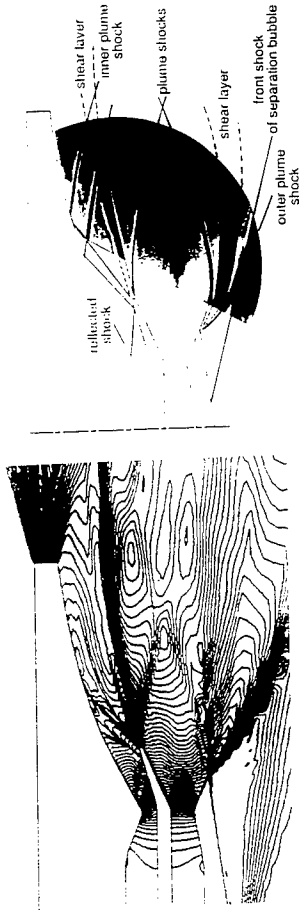 shear layer
inner plume
shock
plume shocks
shear layer
front shock
of separation bubble
outer plume
shock
reflected
shock